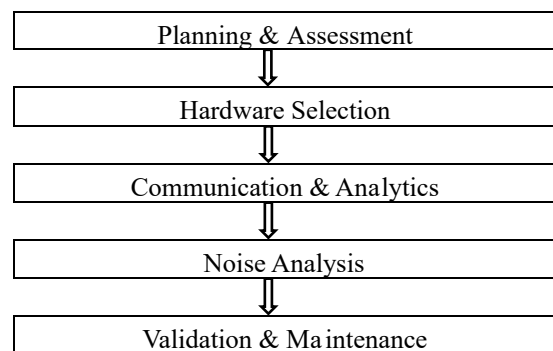 Planning & Assessment
Hardware Selection
Communication & Analytics
Noise Analysis
Validation & Maintenance